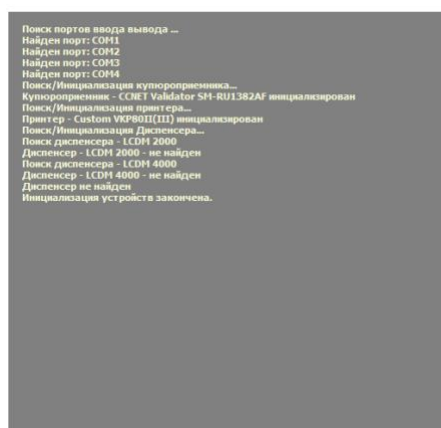 Поиск портов ввода вывода ...
Найден порт: COM1
Найден порт: COM2
Найден порт: COM3
Найден порт: COM4
Поиск/Инициализация купюроприемника...
Купюроприемник - CCNET Validator SM-RU1382AF инициализирован
Поиск/Инициализация принтера...
Принтер - Custom VKP80II(III) инициализирован
Поиск/Инициализация Диспенсера...
Поиск диспенсера - LCDM 2000
Диспенсер - LCDM 2000 - не найден
Поиск диспенсера - LCDM 4000
Диспенсер - LCDM 4000 - не найден
Диспенсер не найден
Инициализация устройств закончена.